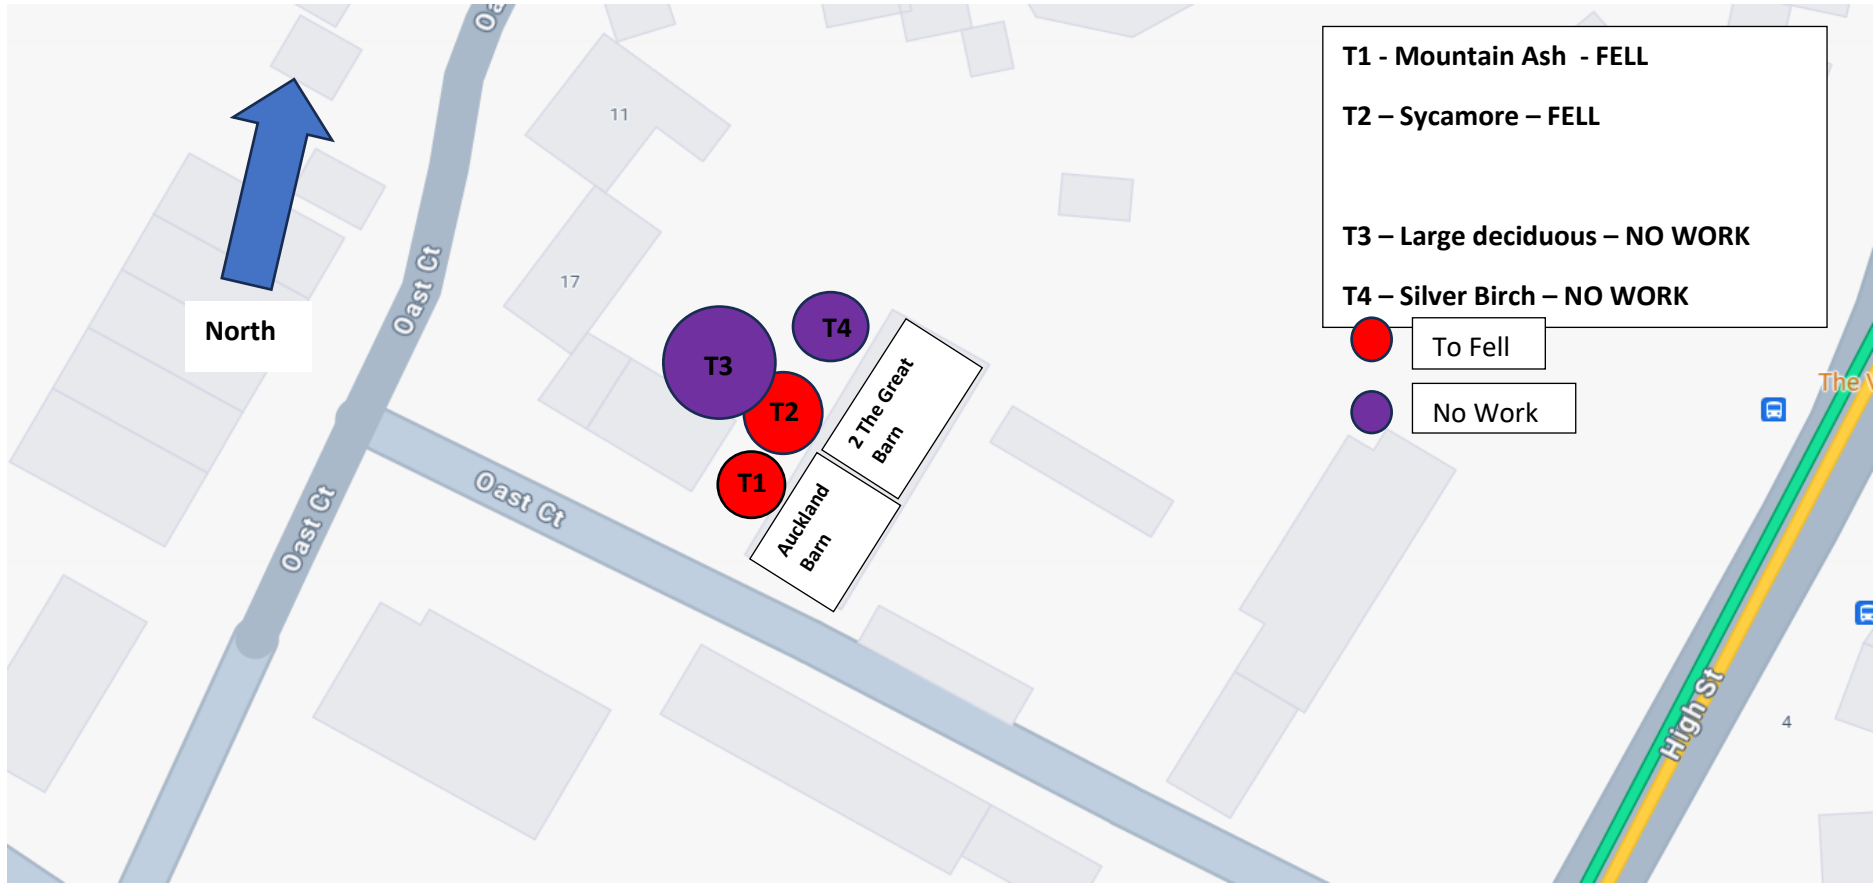 Oa
11
T1 - Mountain Ash - FELL
T2 – Sycamore – FELL
T3 – Large deciduous – NO WORK
T4 – Silver Birch – NO WORK
17
Oast Ct
North
T4
T3
To Fell
The
2 The Great
Barn
T2
No Work
T1
Oast Ct
Oast Ct
Auckland
Barn
High St
4